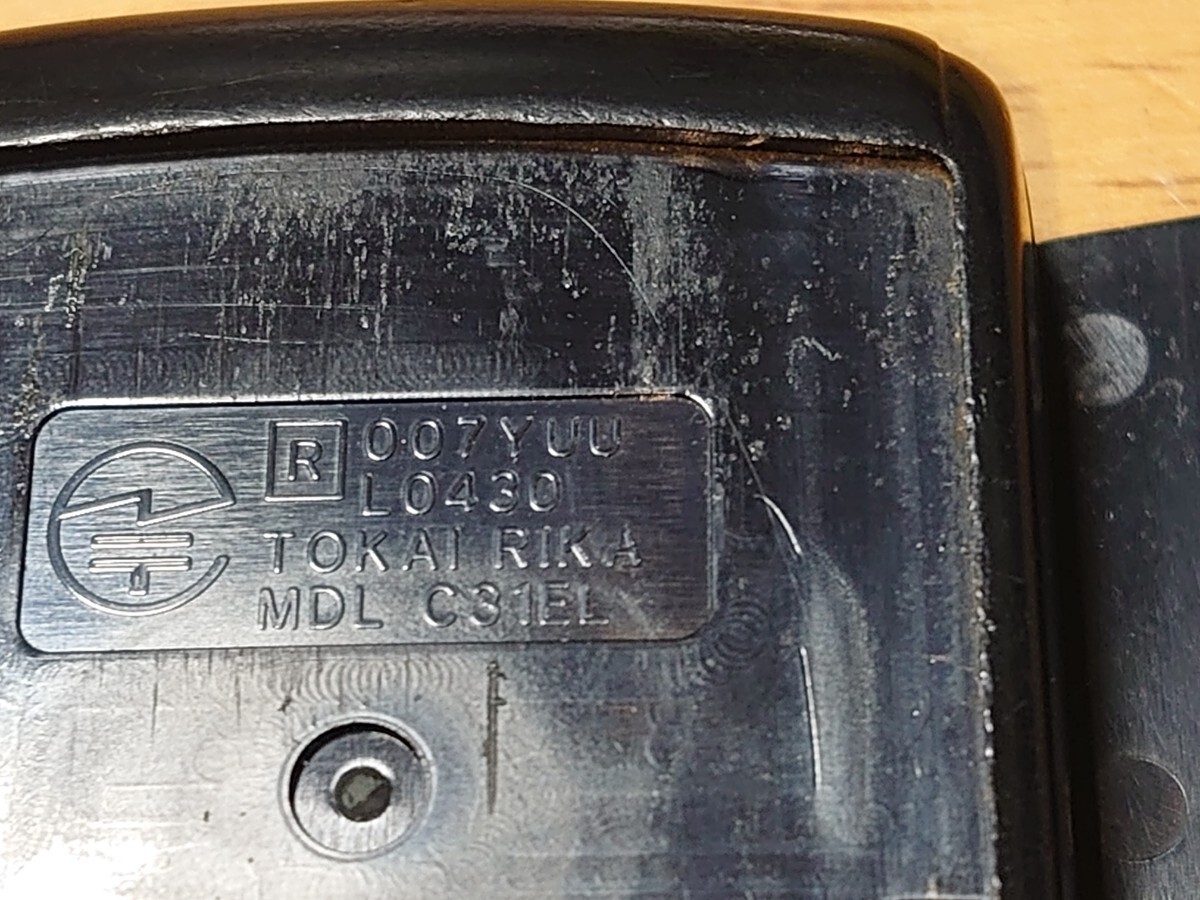 R 007YUU
L0430
TOKAI RIKA
MDL C31EL